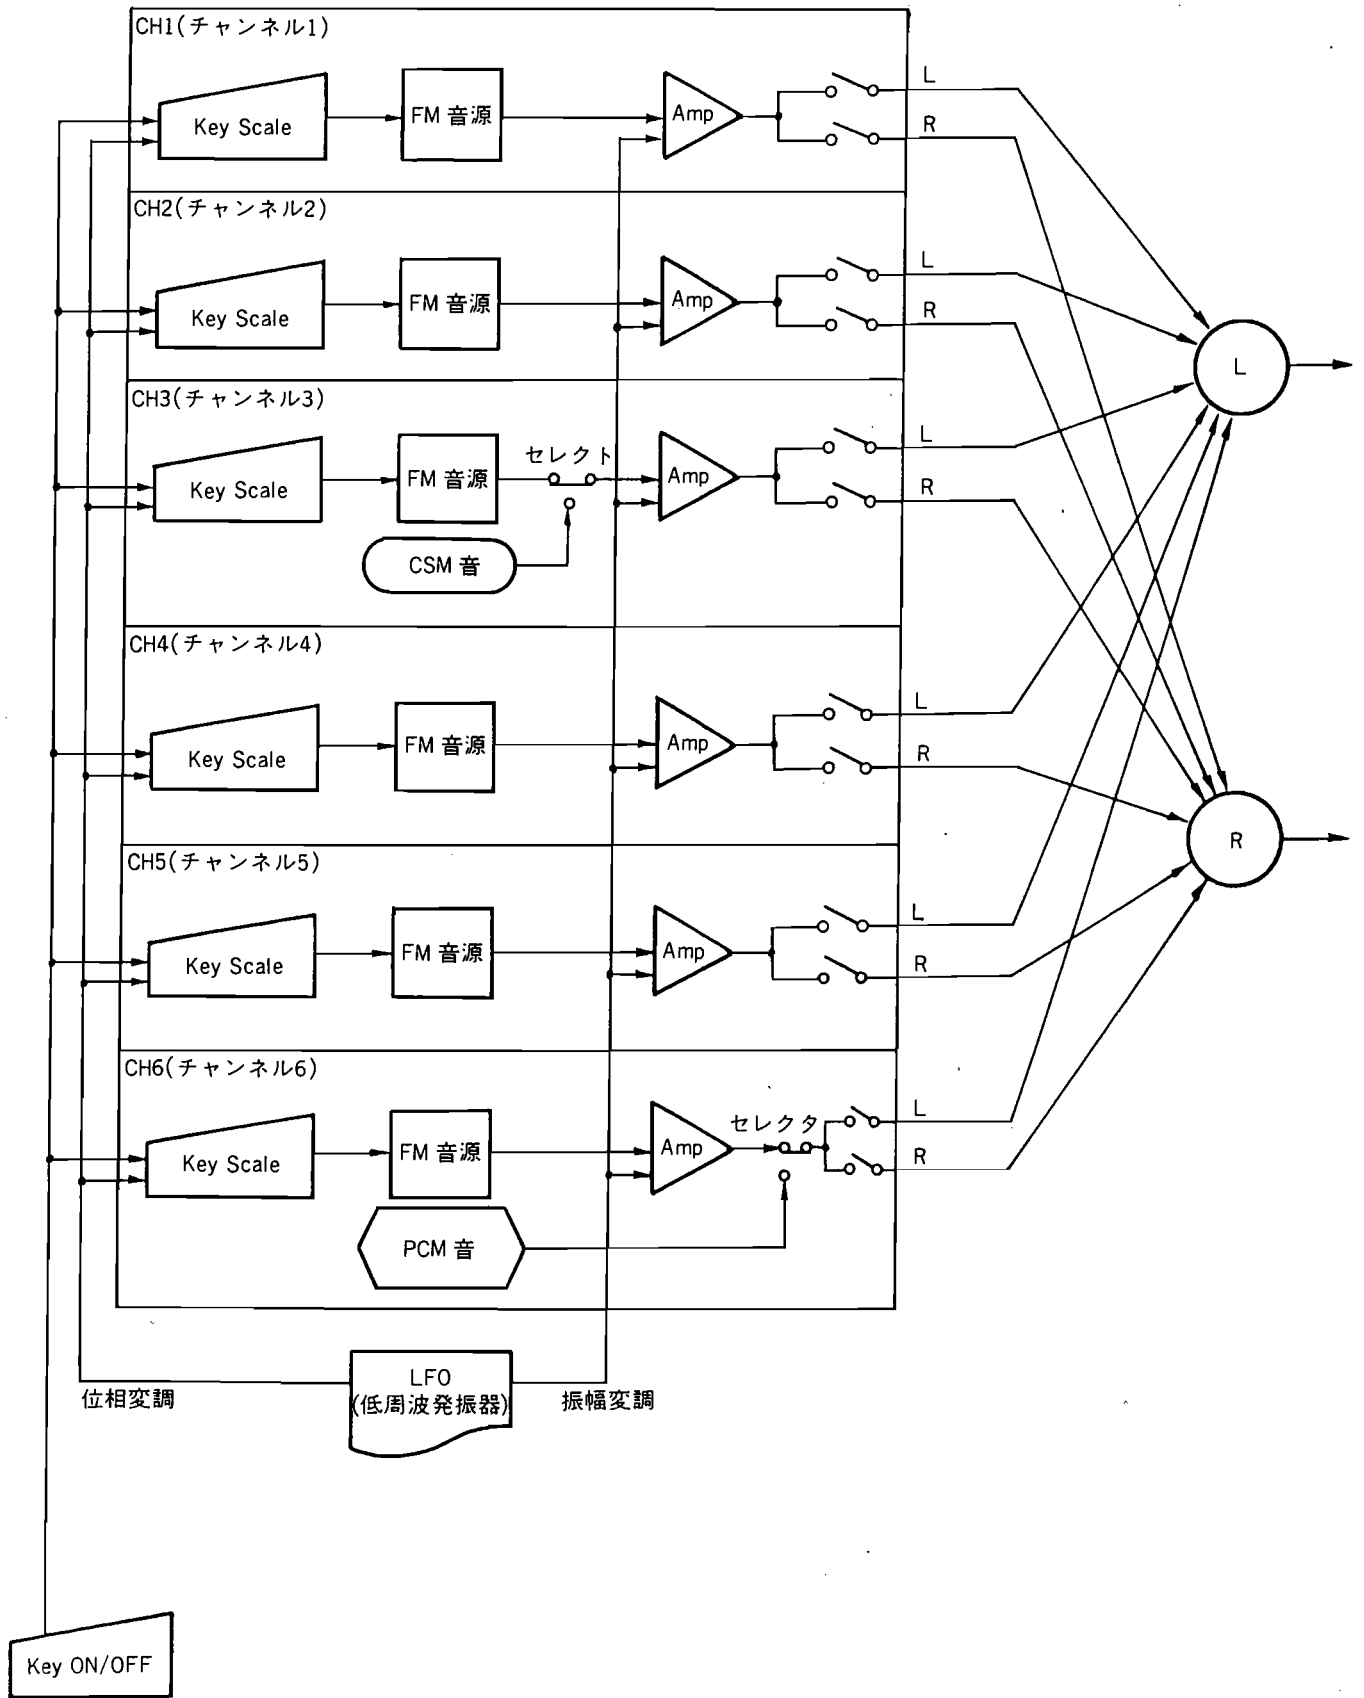 CH1(チャンネル1)
Key Scale
FM 音源
Amp
L
R
CH2(チャンネル2)
Key Scale
FM 音源
Amp
L
R
L
CH3(チャンネル3)
Key Scale
FM 音源
セレクト
Amp
L
R
CSM 音
CH4(チャンネル4)
Key Scale
FM 音源
Amp
L
R
R
CH5(チャンネル5)
Key Scale
FM 音源
Amp
L
R
CH6(チャンネル6)
Key Scale
FM 音源
Amp
セレクタ
L
R
PCM 音
位相変調
LFO
(低周波発振器)
振幅変調
Key ON/OFF